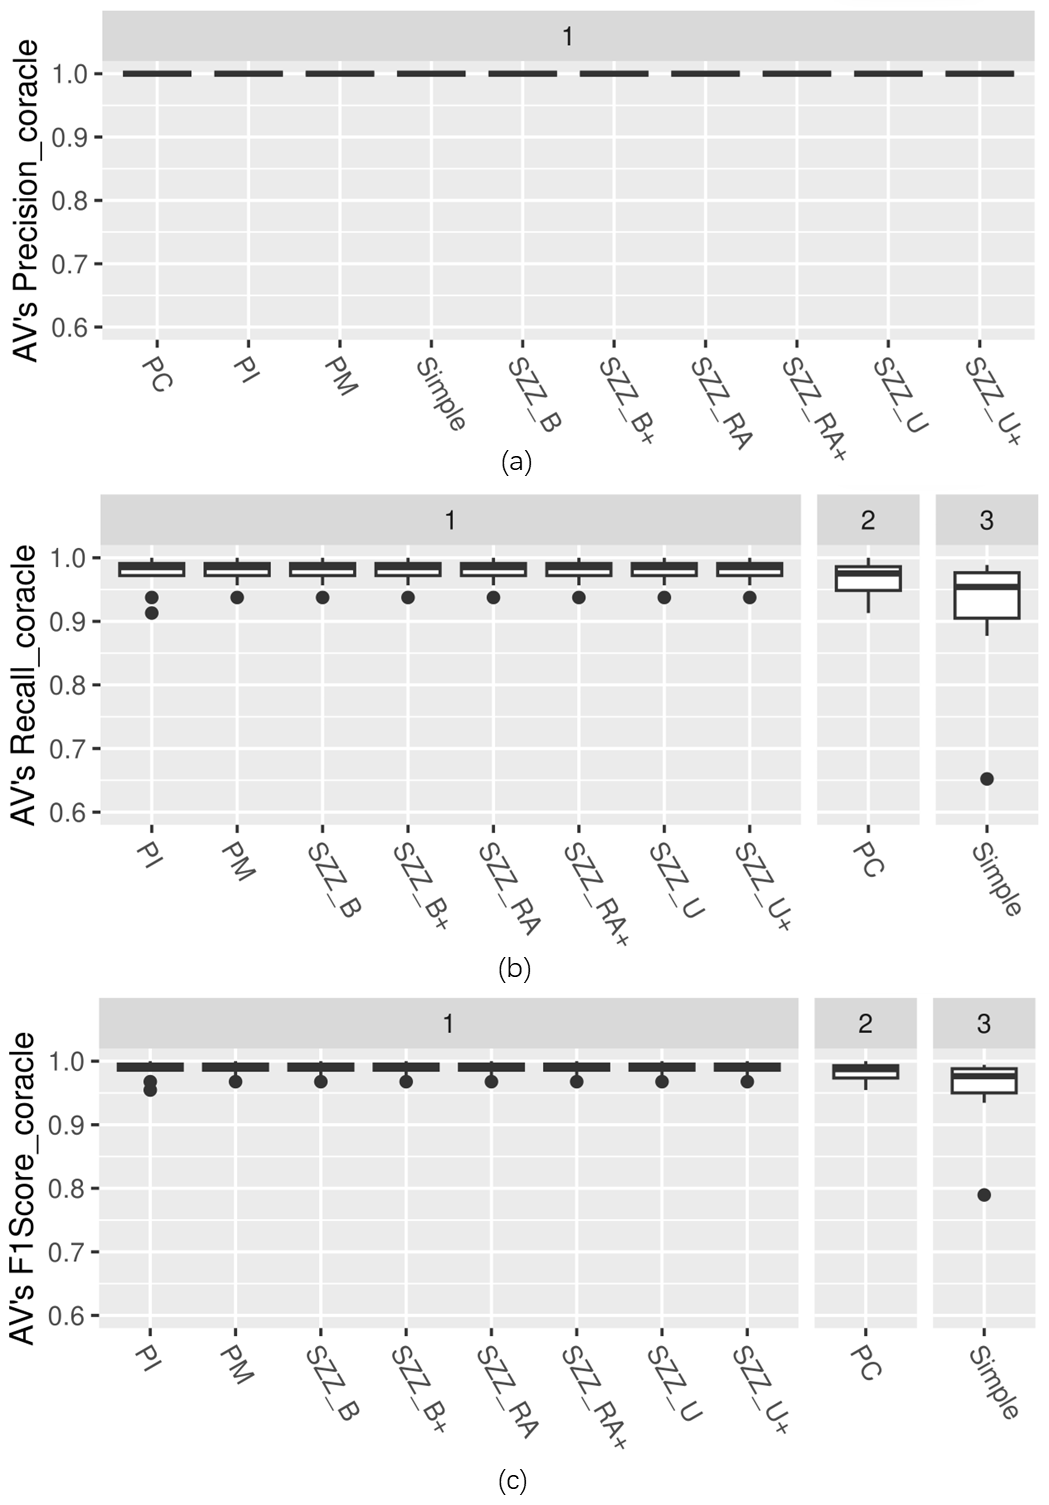 1
AV's Precision_coracle
1.0
0.9
0.8
0.7
0.6
PC PI PM Simple SZZ_B SZZ_B+ SZZ_RA SZZ_RA+ SZZ_U SZZ_U+
(a)
1 2 3
AV's Recall_coracle
1.0
0.9
0.8
0.7
0.6
PI PM SZZ_B SZZ_B+ SZZ_RA SZZ_RA+ SZZ_U SZZ_U+ PC Simple
(b)
1 2 3
AV's F1Score_coracle
1.0
0.9
0.8
0.7
0.6
PI PM SZZ_B SZZ_B+ SZZ_RA SZZ_RA+ SZZ_U SZZ_U+ PC Simple
(c)